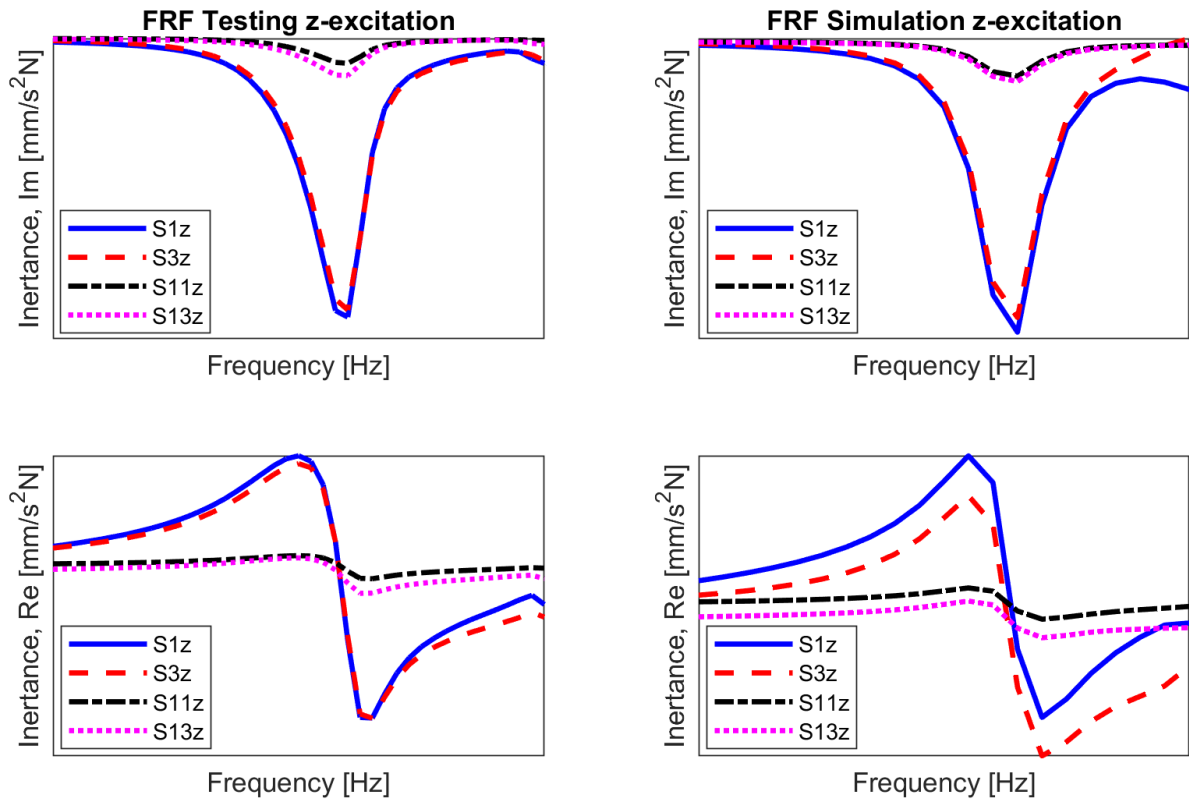 FRF Testing z-excitation
Inertance, Im [mm/s²N]
S1z
S3z
S11z
S13z
Frequency [Hz]
FRF Simulation z-excitation
Inertance, Im [mm/s²N]
S1z
S3z
S11z
S13z
Frequency [Hz]
Inertance, Re [mm/s²N]
S1z
S3z
S11z
S13z
Frequency [Hz]
Inertance, Re [mm/s²N]
S1z
S3z
S11z
S13z
Frequency [Hz]